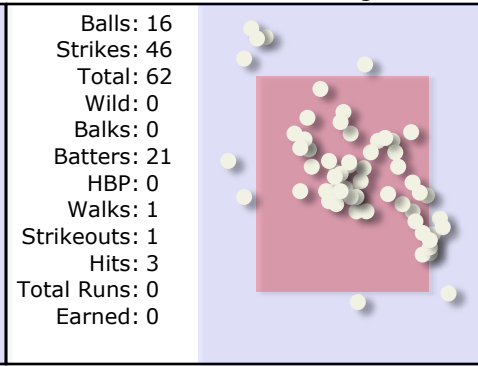 Balls: 16
Strikes: 46
Total: 62
Wild: 0
Balks: 0
Batters: 21
HBP: 0
Walks: 1
Strikeouts: 1
Hits: 3
Total Runs: 0
Earned: 0